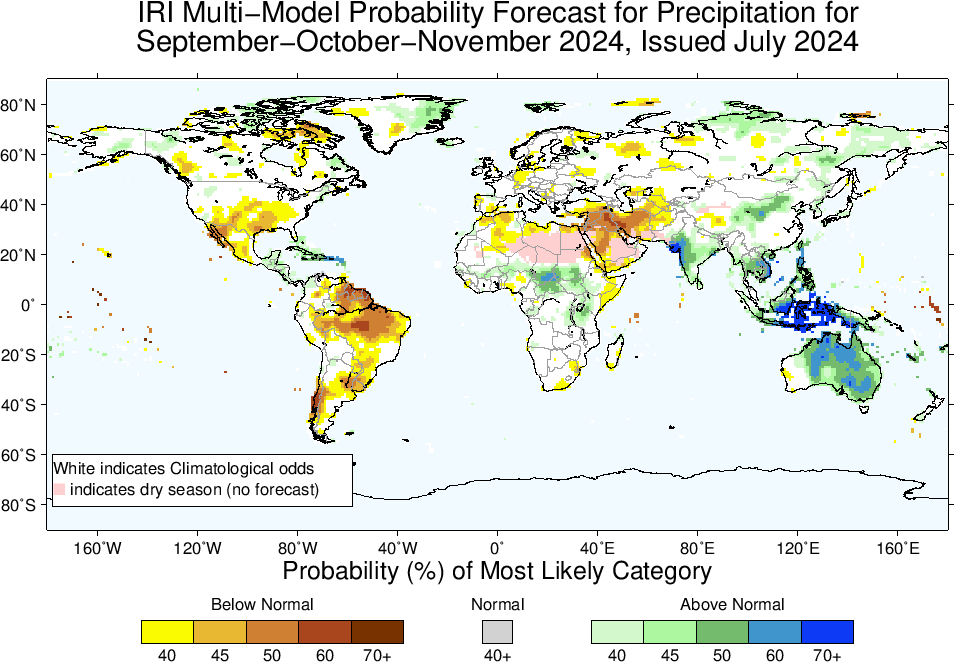 IRI Multi−Model Probability Forecast for Precipitation for
September−October−November 2024, Issued July 2024
80˚N
60˚N
40˚N
20˚N
0˚
20˚S
40˚S
60˚S
80˚S
White indicates Climatological odds
indicates dry season (no forecast)
160˚W 120˚W 80˚W 40˚W 0˚ 40˚E 80˚E 120˚E 160˚E
Probability (%) of Most Likely Category
Below Normal Normal Above Normal
40 45 50 60 70+ 40+ 40 40 50 60 70+